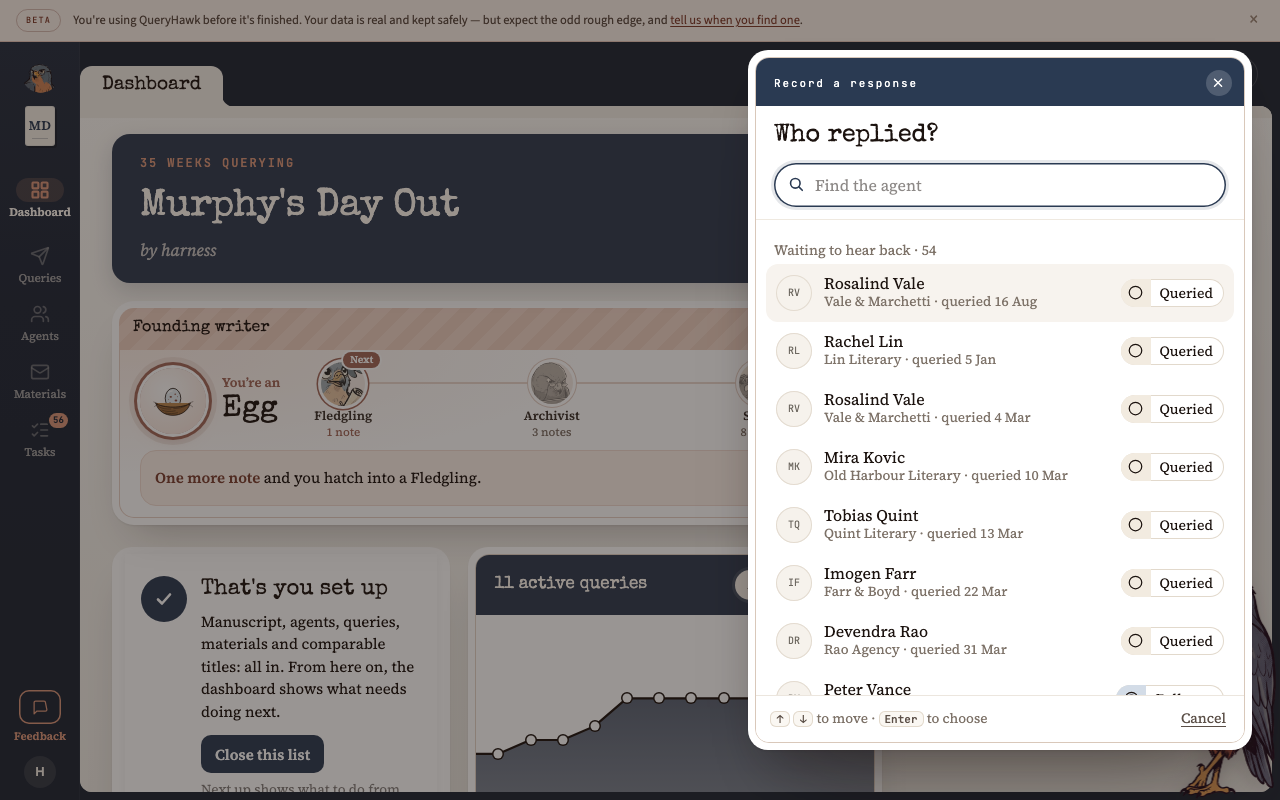 BETA
You're using QueryHawk before it's finished. Your data is real and kept safely — but expect the odd rough edge, and tell us when you find one.
×
MD
Dashboard
Queries
Agents
Materials
56
Tasks
Feedback
H
Dashboard
35 WEEKS QUERYING
Murphy's Day Out
by harness
Founding writer
You're an
Egg
Next
Fledgling
1 note
Archivist
3 notes
S
8
One more note and you hatch into a Fledgling.
That's you set up
Manuscript, agents, queries,
materials and comparable
titles: all in. From here on, the
dashboard shows what needs
doing next.
Close this list
Next up shows what to do from
11 active queries
Record a response
Who replied?
Find the agent
Waiting to hear back · 54
RV
Rosalind Vale
Vale & Marchetti · queried 16 Aug
Queried
RL
Rachel Lin
Lin Literary · queried 5 Jan
Queried
RV
Rosalind Vale
Vale & Marchetti · queried 4 Mar
Queried
MK
Mira Kovic
Old Harbour Literary · queried 10 Mar
Queried
TQ
Tobias Quint
Quint Literary · queried 13 Mar
Queried
IF
Imogen Farr
Farr & Boyd · queried 22 Mar
Queried
DR
Devendra Rao
Rao Agency · queried 31 Mar
Queried
Peter Vance
↑ ↓ to move · Enter to choose
Cancel